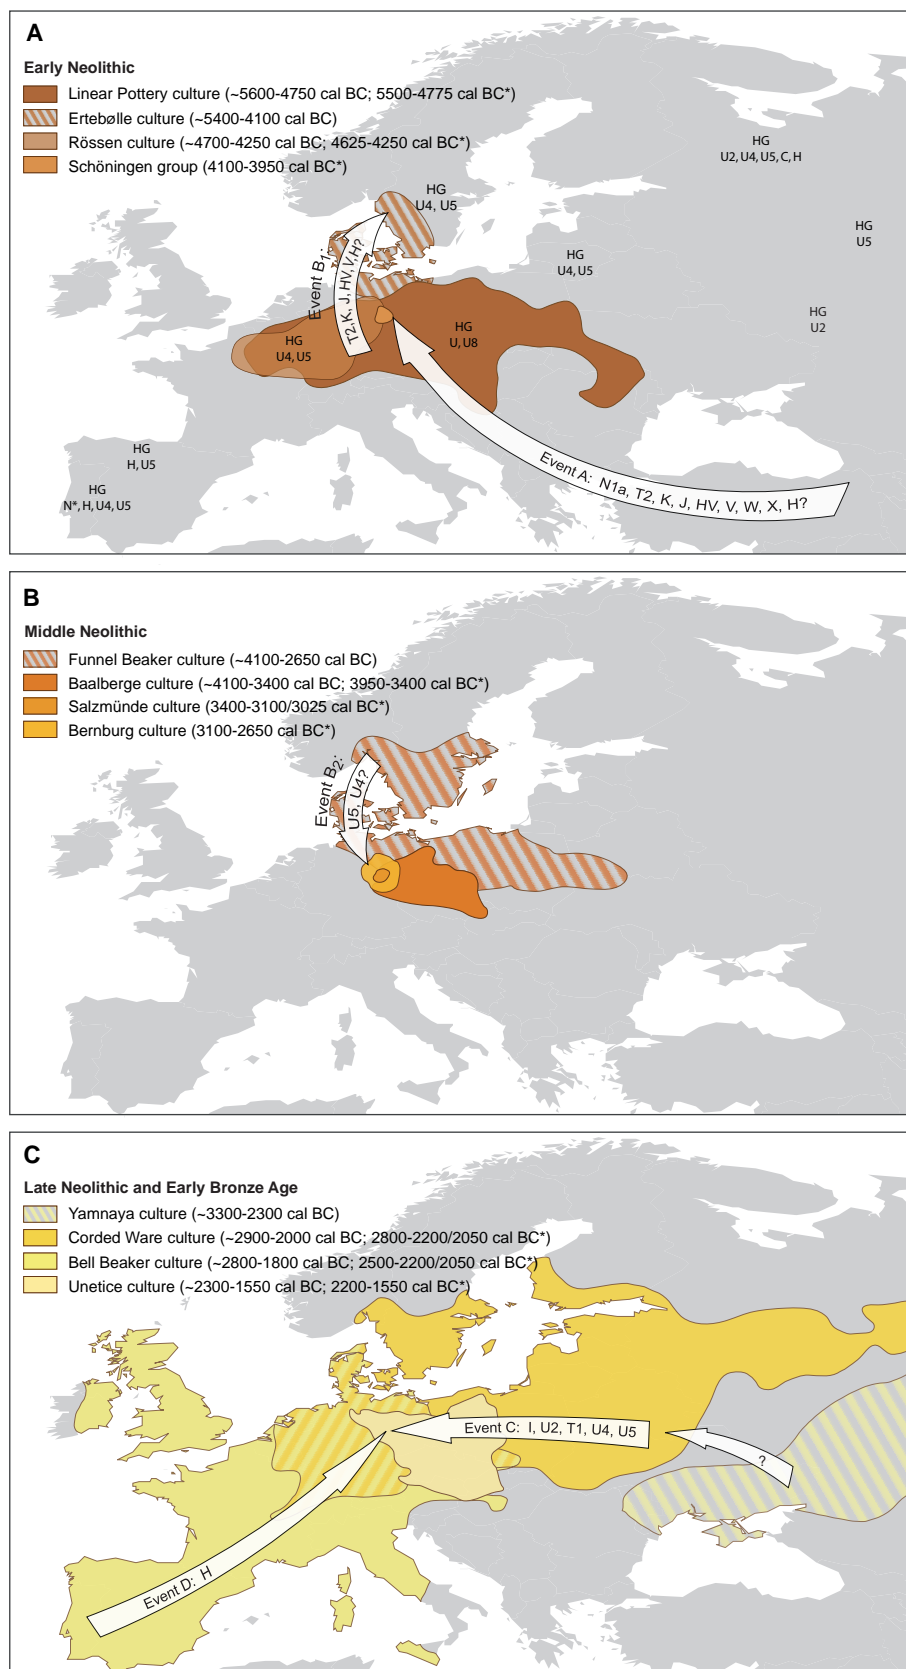 A
Early Neolithic
Linear Pottery culture (~5600-4750 cal BC; 5500-4775 cal BC*)
Ertebølle culture (~5400-4100 cal BC)
Rössen culture (~4700-4250 cal BC; 4625-4250 cal BC*)
Schöningen group (4100-3950 cal BC*)
HG
U2, U4, U5, C, H
HG
U4, U5
HG
U5
HG
U4, U5
HG
U2
Event B1:
T2, K, J, HV, V, H?
HG
U4, U5
HG
U, U8
HG
H, U5
HG
N*, H, U4, U5
Event A: N1a, T2, K, J, HV, V, W, X, H?
B
Middle Neolithic
Funnel Beaker culture (~4100-2650 cal BC)
Baalberge culture (~4100-3400 cal BC; 3950-3400 cal BC*)
Salzmünde culture (3400-3100/3025 cal BC*)
Bernburg culture (3100-2650 cal BC*)
Event B2:
U5, U4?
C
Late Neolithic and Early Bronze Age
Yamnaya culture (~3300-2300 cal BC)
Corded Ware culture (~2900-2000 cal BC; 2800-2200/2050 cal BC*)
Bell Beaker culture (~2800-1800 cal BC; 2500-2200/2050 cal BC*)
Unetice culture (~2300-1550 cal BC; 2200-1550 cal BC*)
Event C: I, U2, T1, U4, U5
?
Event D: H